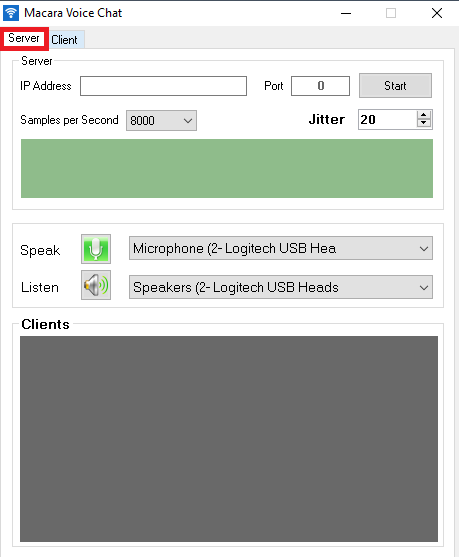 Macara Voice Chat
Server Client
Server
IP Address Port 0 Start
Samples per Second 8000 Jitter 20
Speak Microphone (2- Logitech USB Hea
Listen Speakers (2- Logitech USB Heads
Clients